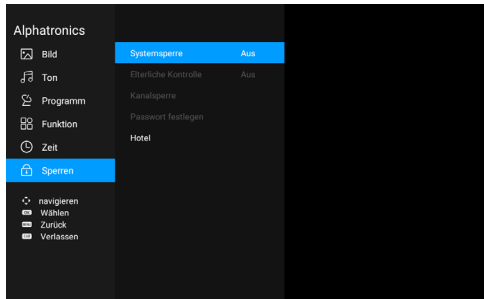 Alphatronics
Bild
Ton
Programm
Funktion
Zeit
Sperren
navigieren
OK Wählen
Zurück
Verlassen
Systemsperre Aus
Elterliche Kontrolle Aus
Kanalsperre
Passwort festlegen
Hotel